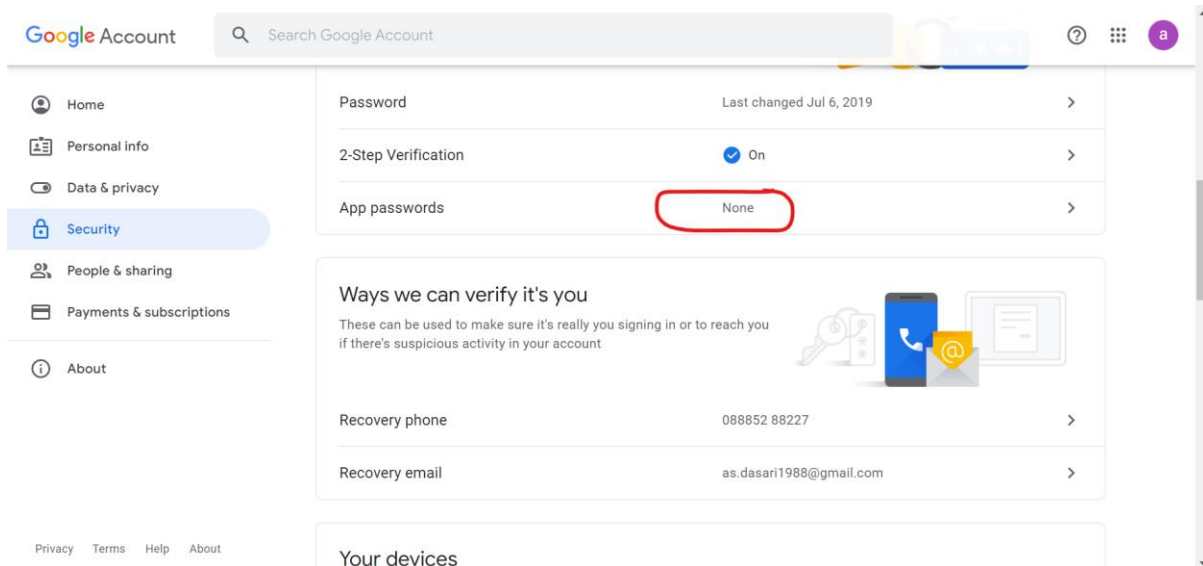 Google Account
Search Google Account
a
Home
Personal info
Data & privacy
Security
People & sharing
Payments & subscriptions
About
Privacy Terms Help About
Password Last changed Jul 6, 2019
2-Step Verification On
App passwords None
Ways we can verify it's you
These can be used to make sure it's really you signing in or to reach you
if there's suspicious activity in your account
Recovery phone 088852 88227
Recovery email as.dasari1988@gmail.com
Your devices